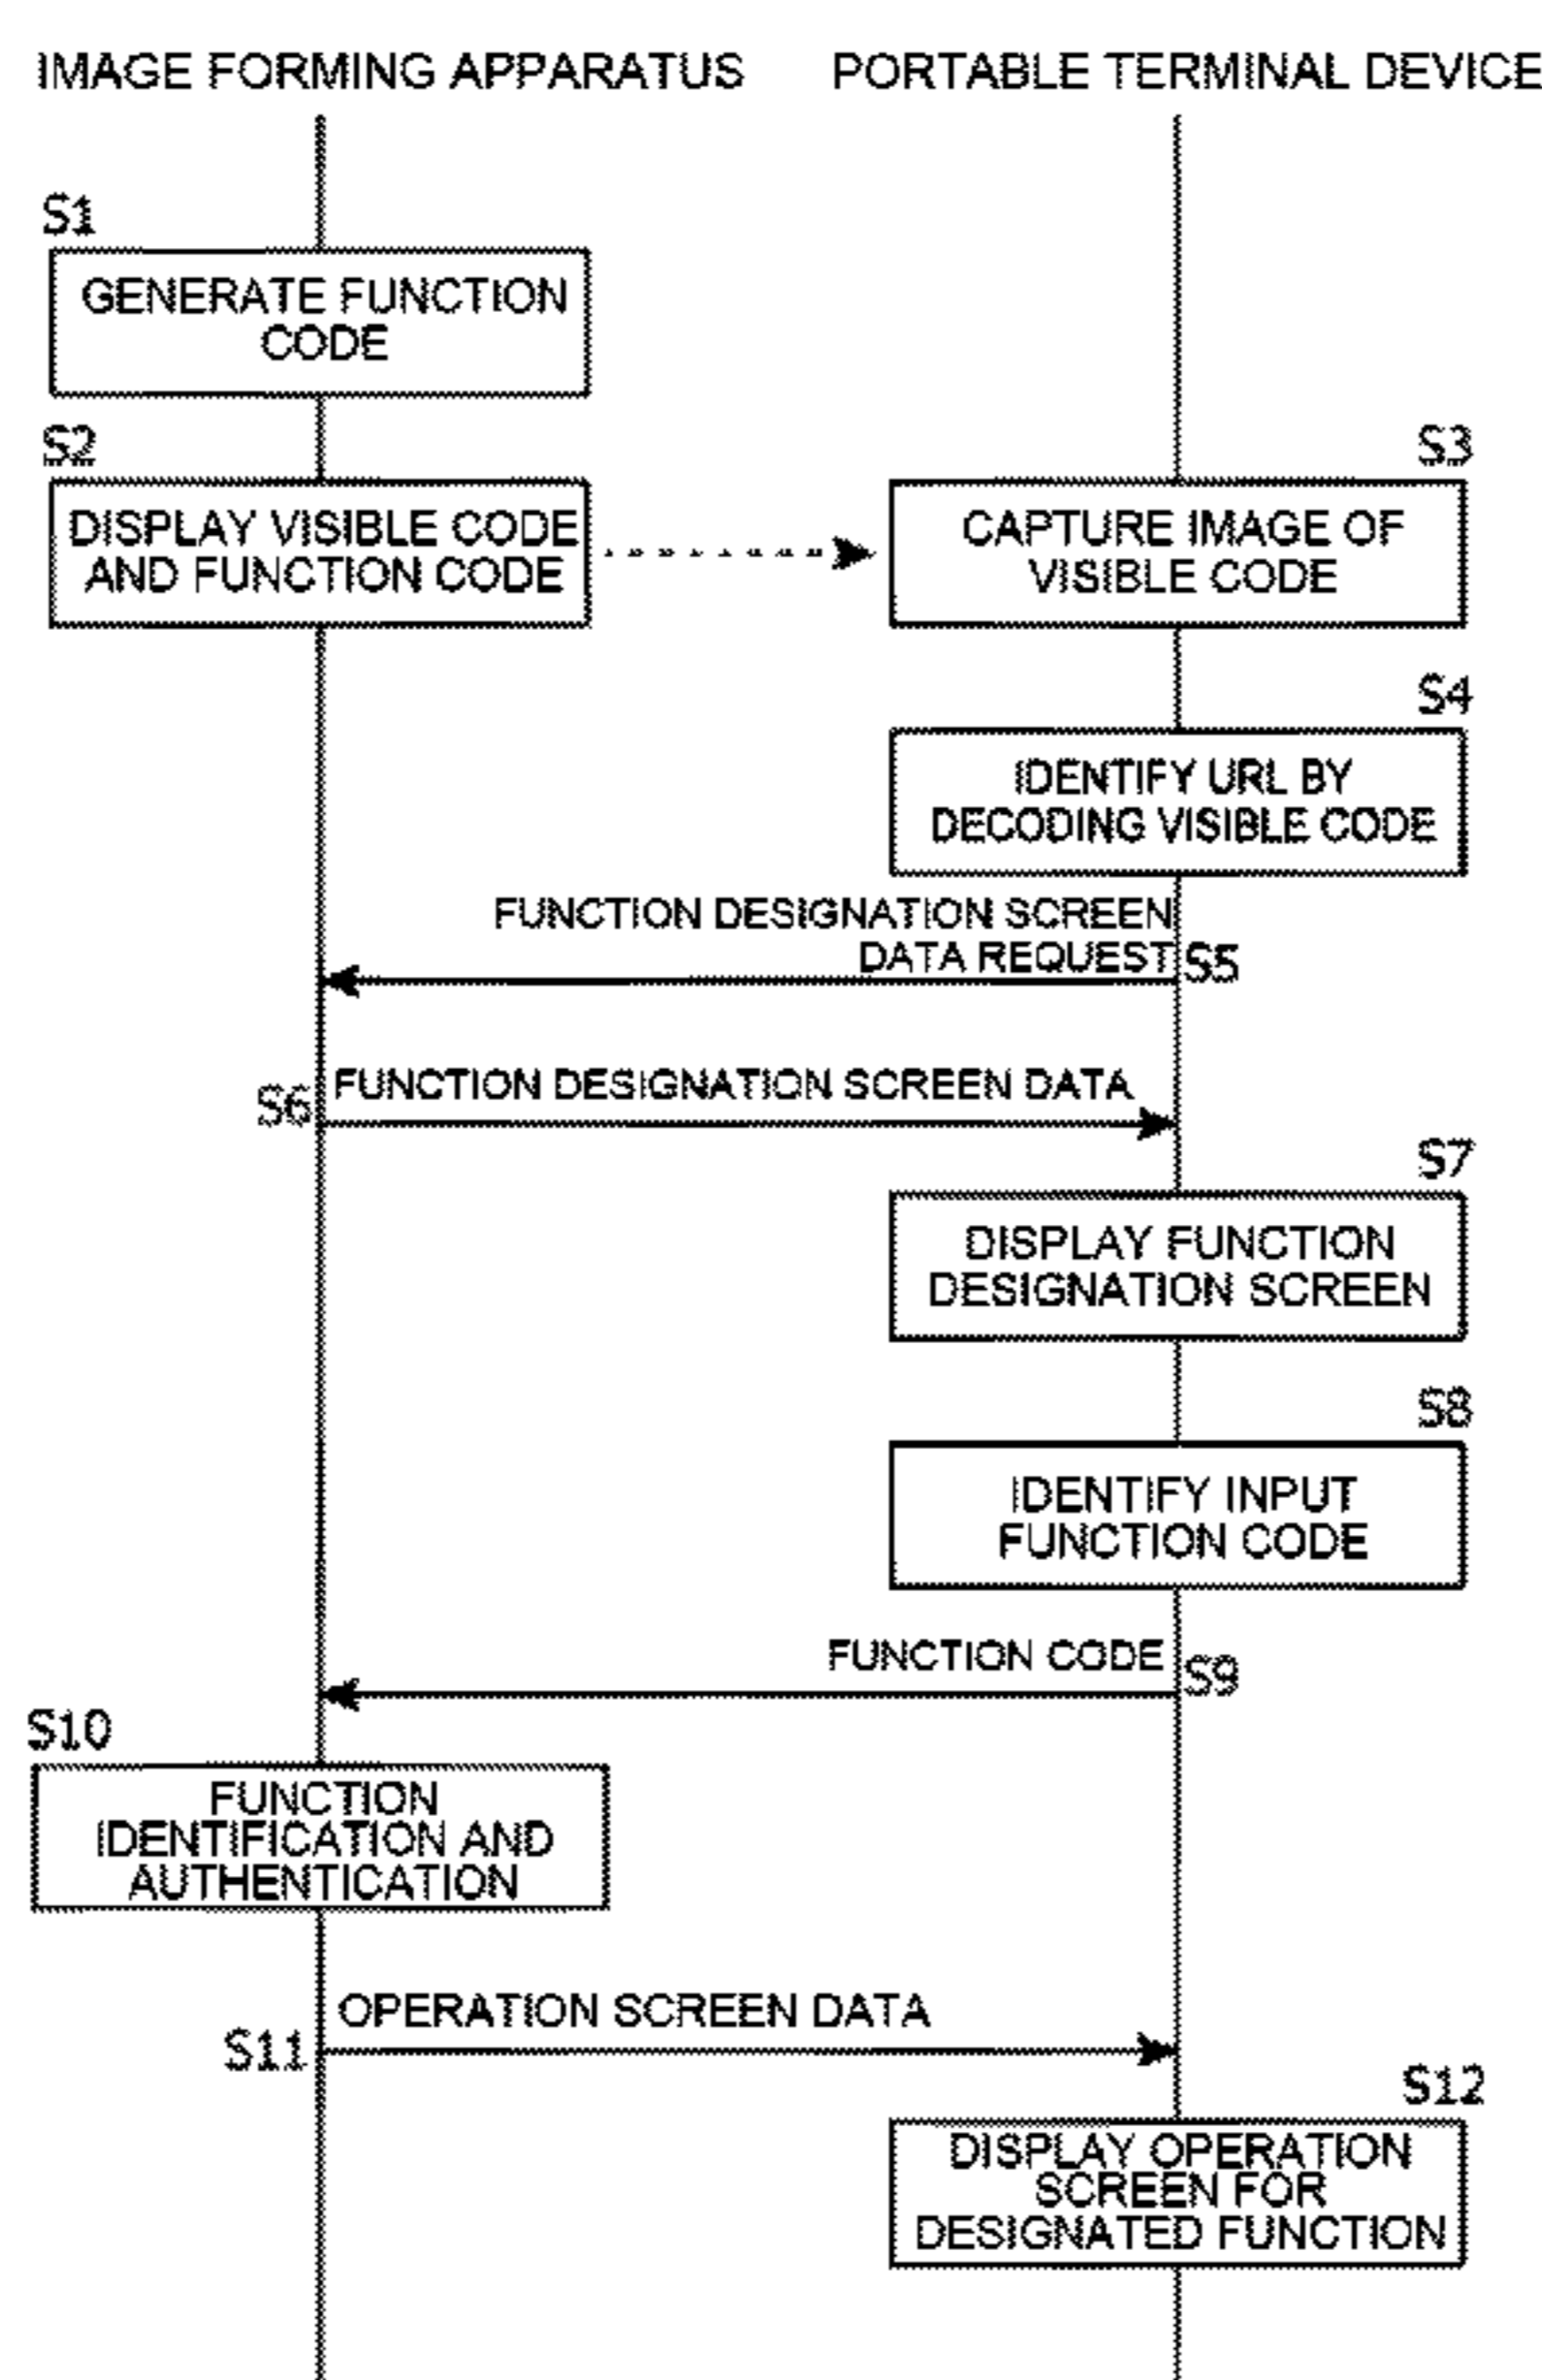 IMAGE FORMING APPARATUS
PORTABLE TERMINAL DEVICE
S1
GENERATE FUNCTION
CODE
S2
DISPLAY VISIBLE CODE
AND FUNCTION CODE
S3
CAPTURE IMAGE OF
VISIBLE CODE
S4
IDENTIFY URL BY
DECODING VISIBLE CODE
FUNCTION DESIGNATION SCREEN
DATA REQUEST
S5
S6
FUNCTION DESIGNATION SCREEN DATA
S7
DISPLAY FUNCTION
DESIGNATION SCREEN
S8
IDENTIFY INPUT
FUNCTION CODE
FUNCTION CODE
S9
S10
FUNCTION
IDENTIFICATION AND
AUTHENTICATION
OPERATION SCREEN DATA
S11
S12
DISPLAY OPERATION
SCREEN FOR
DESIGNATED FUNCTION